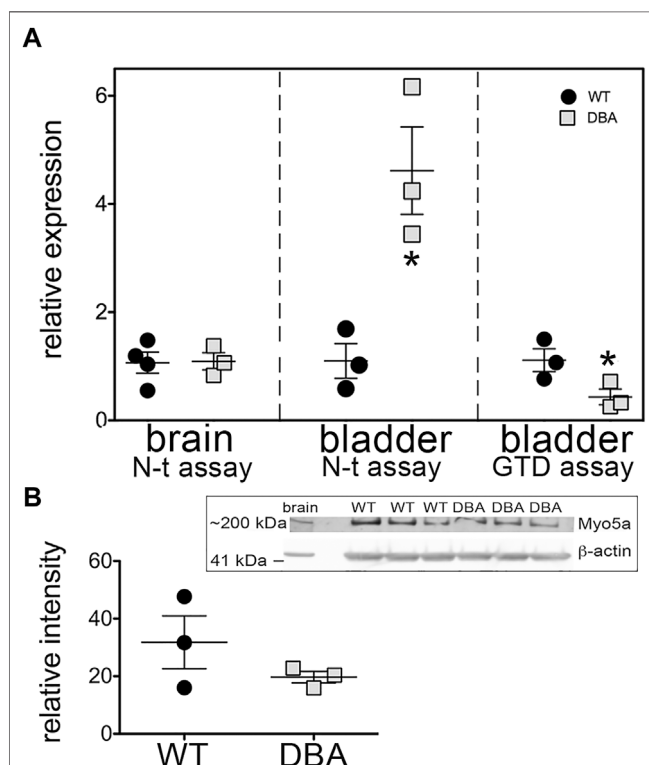 A
relative expression
6
4
2
0
WT
DBA
*
*
brain bladder bladder
N-t assay N-t assay GTD assay
B
brain WT WT WT DBA DBA DBA
~200 kDa Myo5a
41 kDa – β-actin
relative intensity
60
40
20
0
WT DBA